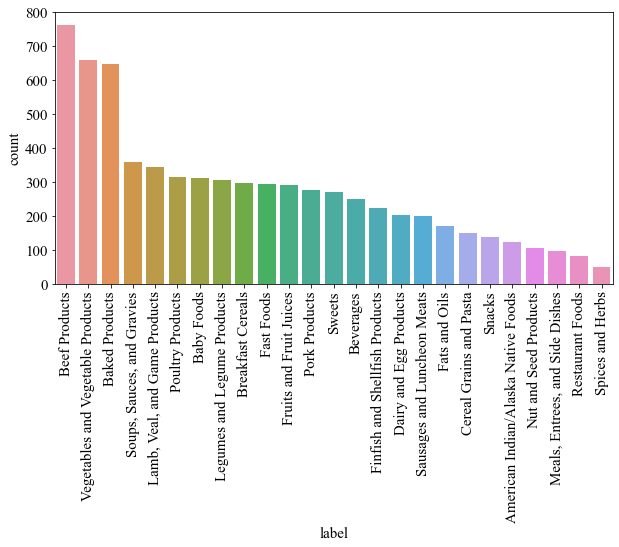 800
700
600
500
400
300
200
100
0
count
Beef Products
Vegetables and Vegetable Products
Baked Products
Soups, Sauces, and Gravies
Lamb, Veal, and Game Products
Poultry Products
Baby Foods
Legumes and Legume Products
Breakfast Cereals
Fast Foods
Fruits and Fruit Juices
Pork Products
Sweets
Beverages
Finfish and Shellfish Products
Dairy and Egg Products
Sausages and Luncheon Meats
Fats and Oils
Cereal Grains and Pasta
Snacks
American Indian/Alaska Native Foods
Nut and Seed Products
Meals, Entrees, and Side Dishes
Restaurant Foods
Spices and Herbs
label